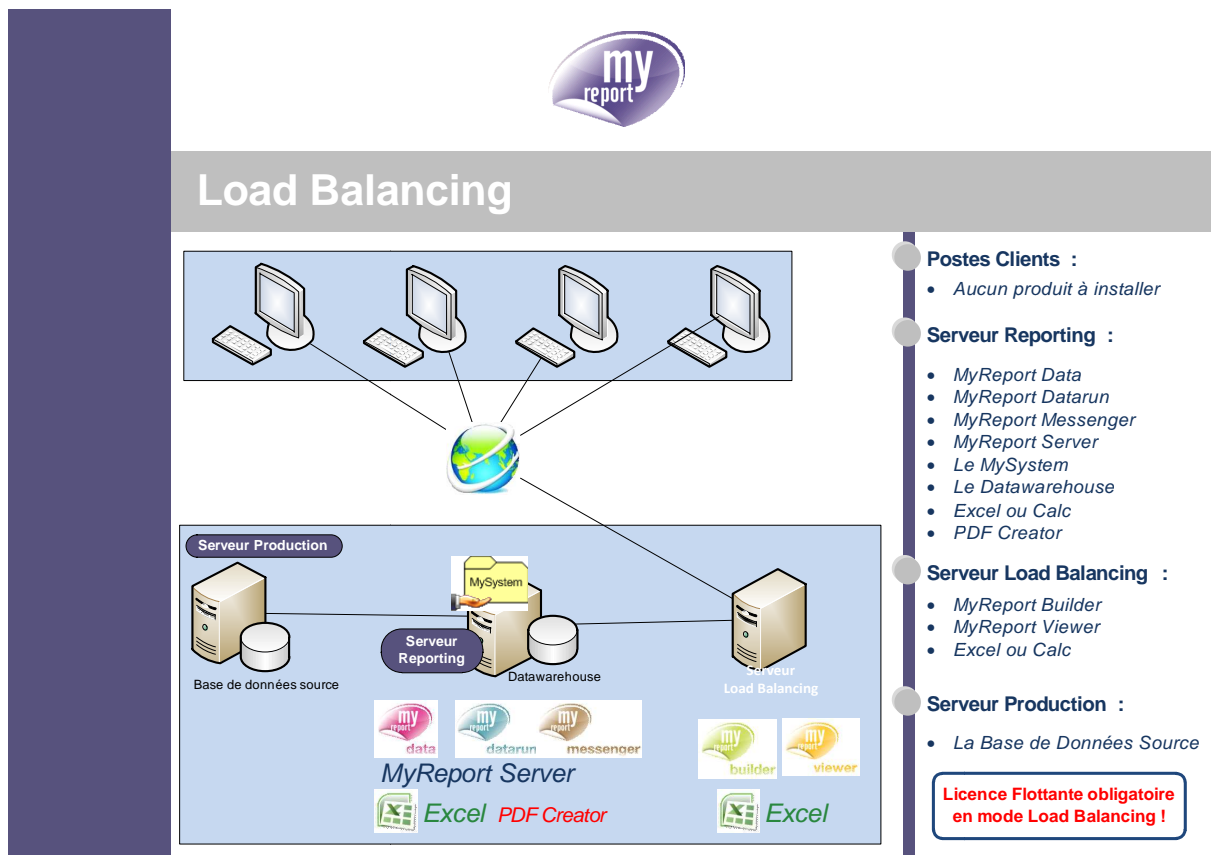 my
report
Load Balancing
Postes Clients :
• Aucun produit à installer
Serveur Reporting :
• MyReport Data
• MyReport Datarun
• MyReport Messenger
• MyReport Server
• Le MySystem
• Le Datawarehouse
• Excel ou Calc
• PDF Creator
Serveur Load Balancing :
• MyReport Builder
• MyReport Viewer
• Excel ou Calc
Serveur Production :
• La Base de Données Source
Licence Flottante obligatoire
en mode Load Balancing !
Serveur Production
MySystem
Serveur
Reporting
Base de données source
Datawarehouse
Serveur
Load Balancing
my
report
data
my
report
datarun
my
report
messenger
my
report
builder
my
report
viewer
MyReport Server
Excel PDF Creator
Excel